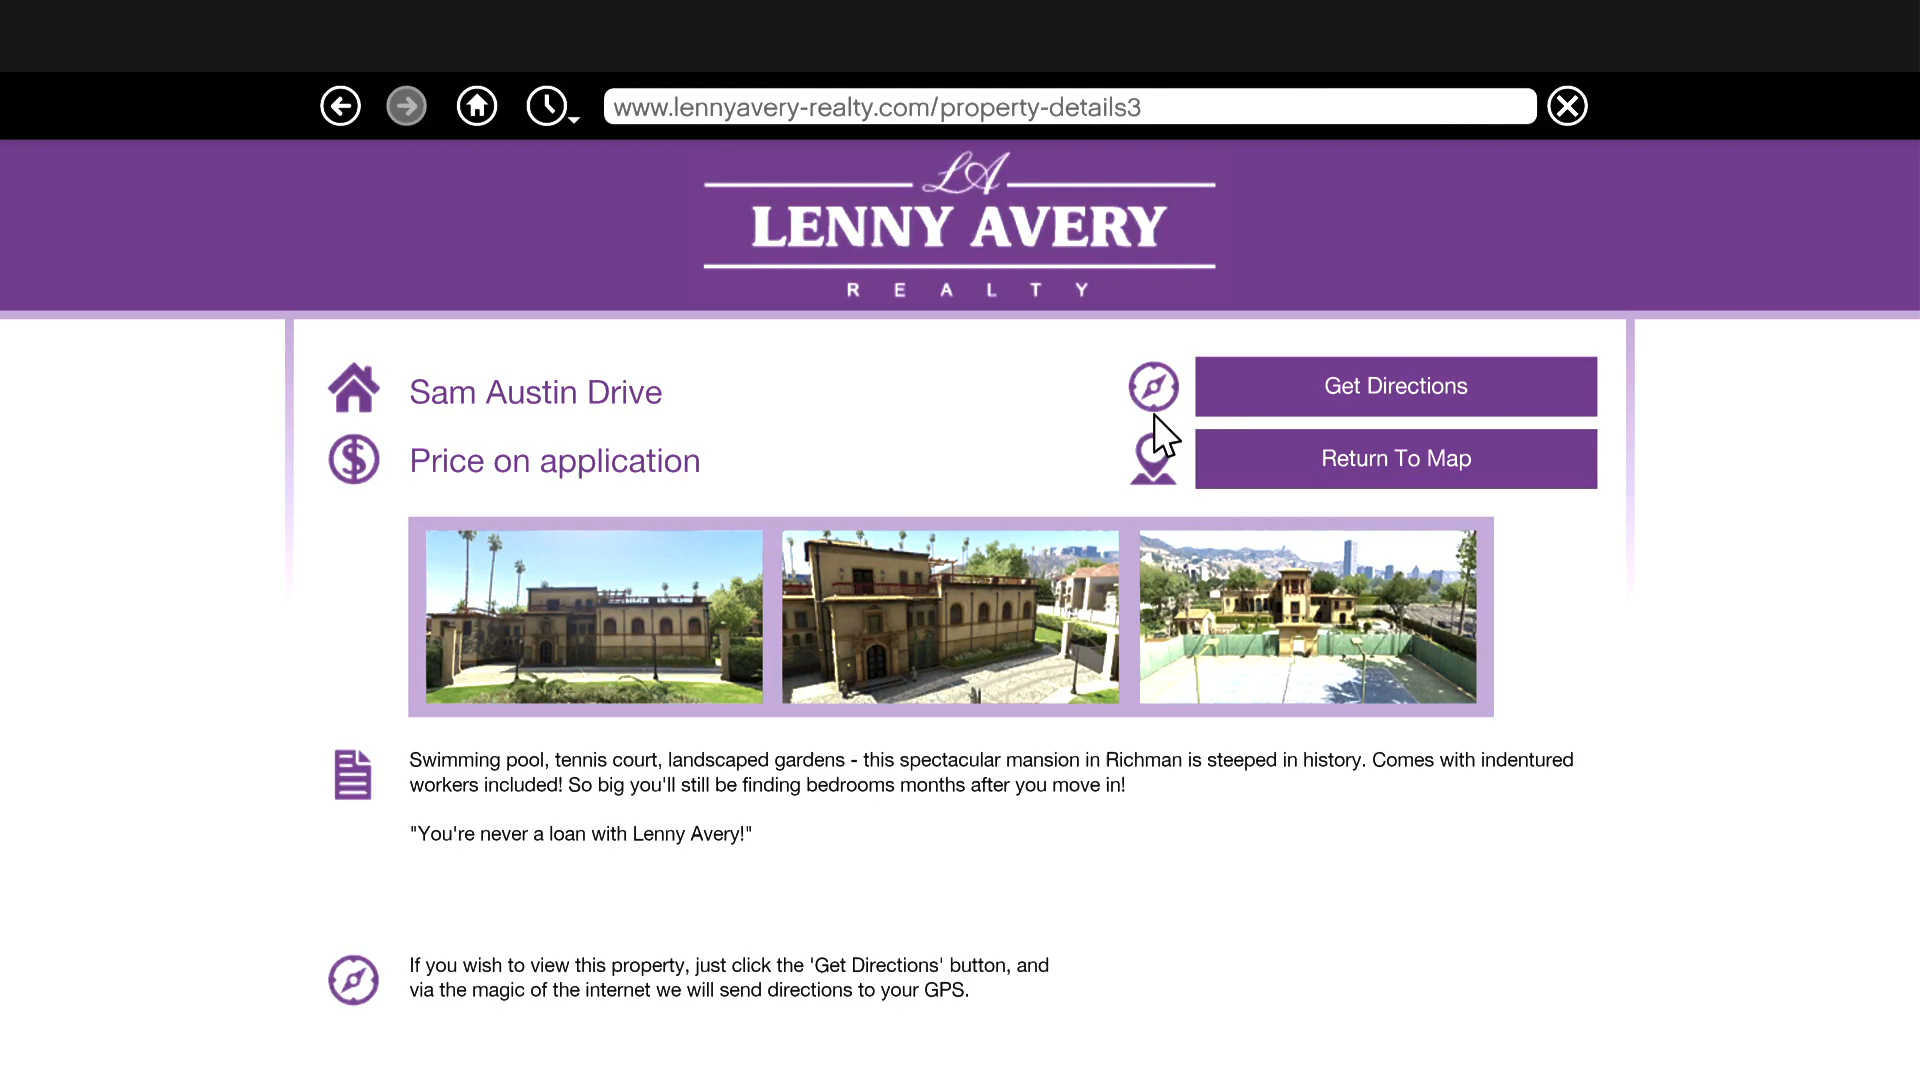 www.lennyavery-realty.com/property-details3
LA
LENNY AVERY
REALTY
Sam Austin Drive
Get Directions
Price on application
Return To Map
Swimming pool, tennis court, landscaped gardens - this spectacular mansion in Richman is steeped in history. Comes with indentured
workers included! So big you'll still be finding bedrooms months after you move in!
"You're never a loan with Lenny Avery!"
If you wish to view this property, just click the 'Get Directions' button, and
via the magic of the internet we will send directions to your GPS.